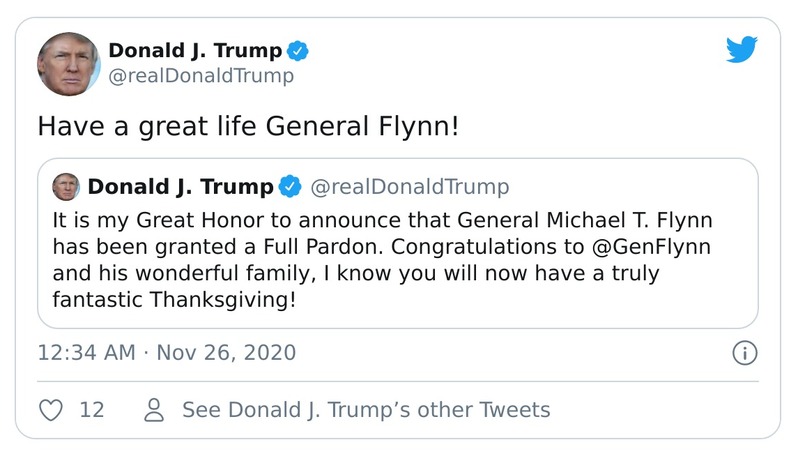 Donald J. Trump
@realDonaldTrump
Have a great life General Flynn!
Donald J. Trump @realDonaldTrump
It is my Great Honor to announce that General Michael T. Flynn
has been granted a Full Pardon. Congratulations to @GenFlynn
and his wonderful family, I know you will now have a truly
fantastic Thanksgiving!
12:34 AM · Nov 26, 2020
12
See Donald J. Trump’s other Tweets